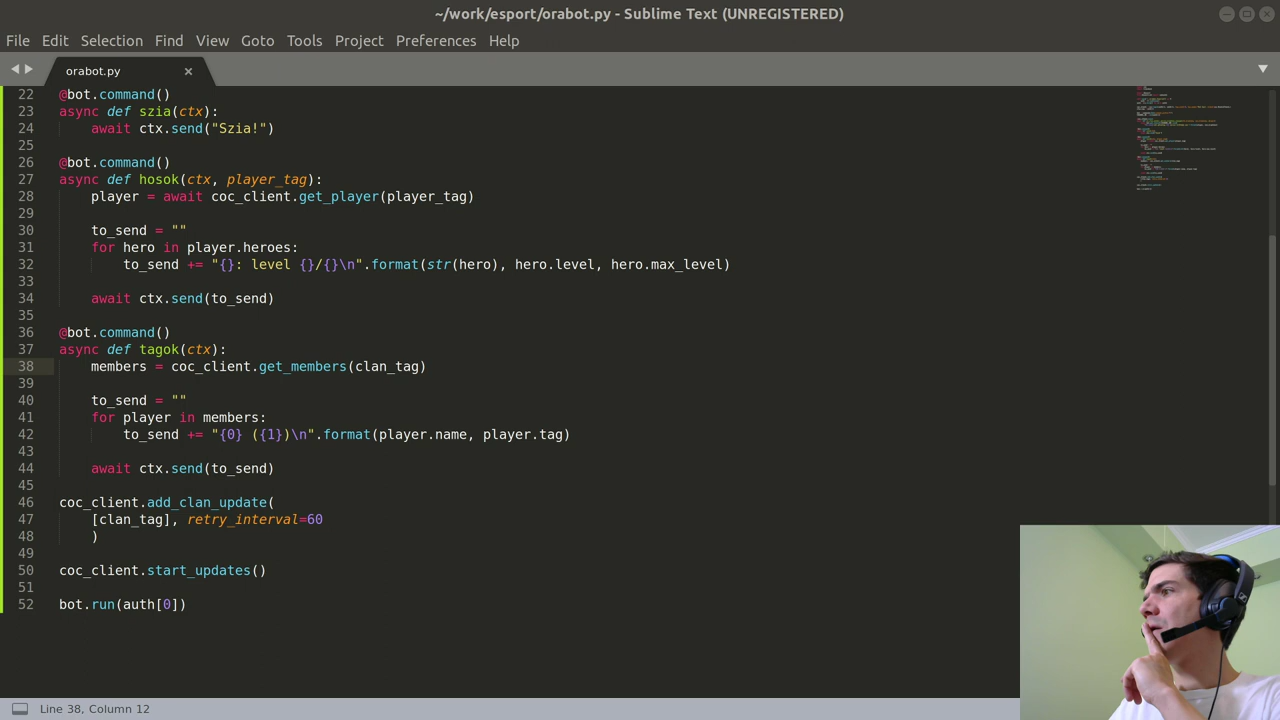 ~/work/esport/orabot.py - Sublime Text (UNREGISTERED)
File Edit Selection Find View Goto Tools Project Preferences Help
orabot.py
22 @bot.command()
23 async def szia(ctx):
24     await ctx.send("Szia!")
25
26 @bot.command()
27 async def hosok(ctx, player_tag):
28     player = await coc_client.get_player(player_tag)
29
30     to_send = ""
31     for hero in player.heroes:
32         to_send += "{}: level {}/{}\n".format(str(hero), hero.level, hero.max_level)
33
34     await ctx.send(to_send)
35
36 @bot.command()
37 async def tagok(ctx):
38     members = coc_client.get_members(clan_tag)
39
40     to_send = ""
41     for player in members:
42         to_send += "{0} ({1})\n".format(player.name, player.tag)
43
44     await ctx.send(to_send)
45
46 coc_client.add_clan_update(
47     [clan_tag], retry_interval=60
48     )
49
50 coc_client.start_updates()
51
52 bot.run(auth[0])
Line 38, Column 12